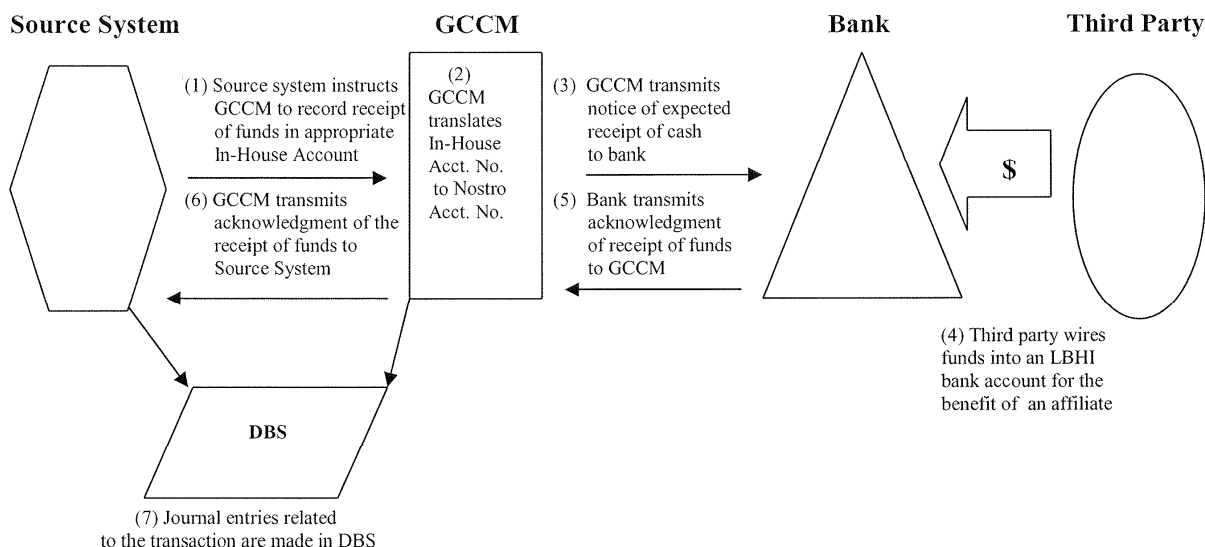 Source System
GCCM
Bank
Third Party
(1) Source system instructs
GCCM to record receipt
of funds in appropriate
In-House Account
(2)
GCCM
translates
In-House
Acct. No.
to Nostro
Acct. No.
(3) GCCM transmits
notice of expected
receipt of cash
to bank
$
(6) GCCM transmits
acknowledgment of the
receipt of funds to
Source System
(5) Bank transmits
acknowledgment
of receipt of funds
to GCCM
(4) Third party wires
funds into an LBHI
bank account for the
benefit of an affiliate
DBS
(7) Journal entries related
to the transaction are made in DBS